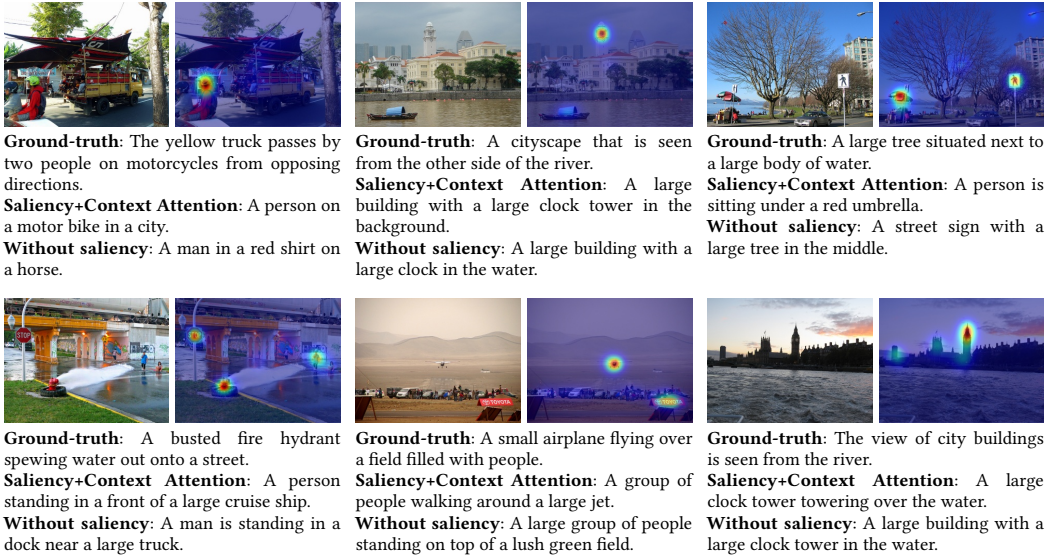 Ground-truth: The yellow truck passes by
two people on motorcycles from opposing
directions.
Saliency+Context Attention: A person on
a motor bike in a city.
Without saliency: A man in a red shirt on
a horse.
Ground-truth: A cityscape that is seen
from the other side of the river.
Saliency+Context Attention: A large
building with a large clock tower in the
background.
Without saliency: A large building with a
large clock in the water.
Ground-truth: A large tree situated next to
a large body of water.
Saliency+Context Attention: A person is
sitting under a red umbrella.
Without saliency: A street sign with a
large tree in the middle.
STOP
TOYOTA
TOYOTA
Ground-truth: A busted fire hydrant
spewing water out onto a street.
Saliency+Context Attention: A person
standing in a front of a large cruise ship.
Without saliency: A man is standing in a
dock near a large truck.
Ground-truth: A small airplane flying over
a field filled with people.
Saliency+Context Attention: A group of
people walking around a large jet.
Without saliency: A large group of people
standing on top of a lush green field.
Ground-truth: The view of city buildings
is seen from the river.
Saliency+Context Attention: A large
clock tower towering over the water.
Without saliency: A large building with a
large clock tower in the water.